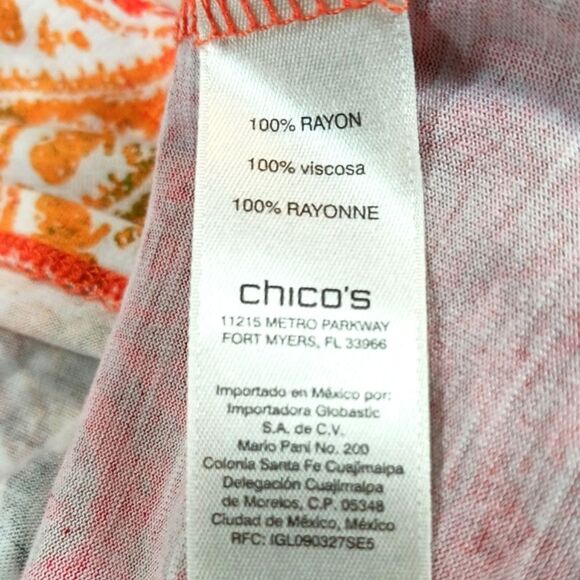 100% RAYON
100% viscosa
100% RAYONNE
chico's
11215 METRO PARKWAY
FORT MYERS, FL 33966
Importado en México por:
Importadora Globastic
S.A. de C.V.
Mario Pani No. 200
Colonia Santa Fe Cuajimalpa
Delegación Cuajimalpa
de Morelos, C.P. 05348
Ciudad de México, México
RFC: IGL090327SE5